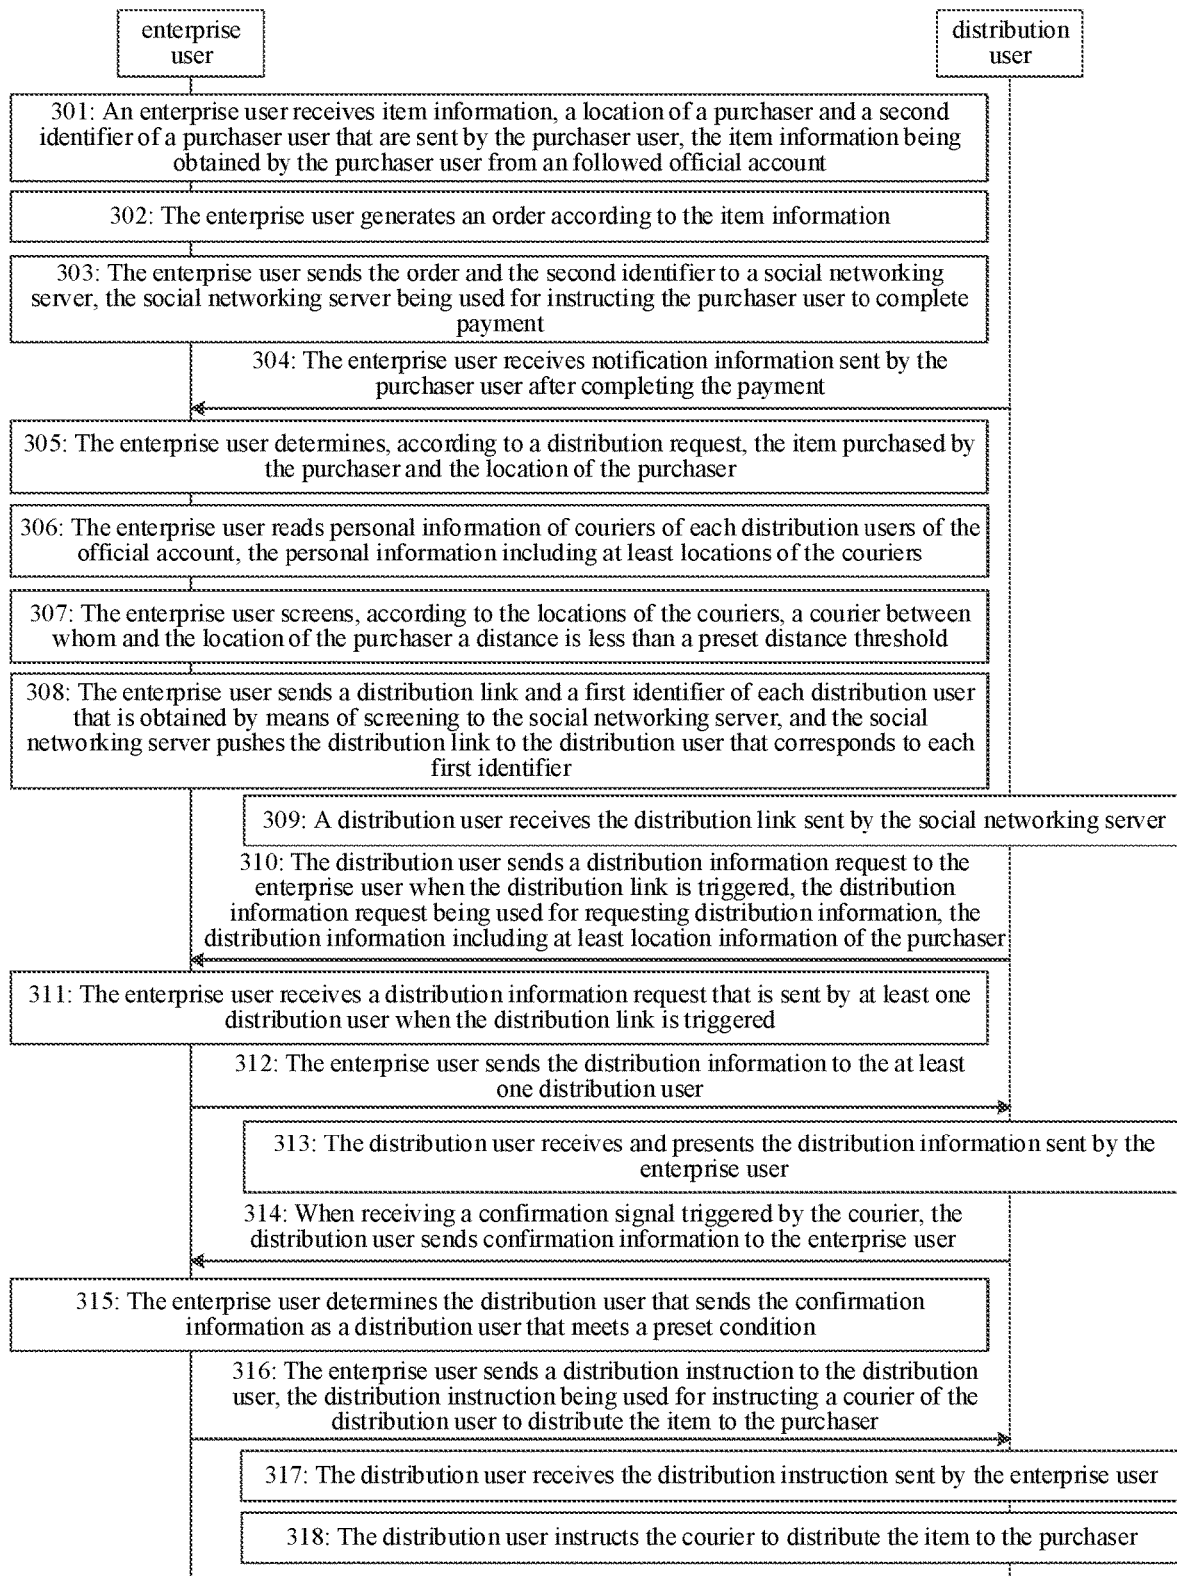 enterprise
user
distribution
user
301: An enterprise user receives item information, a location of a purchaser and a second
identifier of a purchaser user that are sent by the purchaser user, the item information being
obtained by the purchaser user from an followed official account
302: The enterprise user generates an order according to the item information
303: The enterprise user sends the order and the second identifier to a social networking
server, the social networking server being used for instructing the purchaser user to complete
payment
304: The enterprise user receives notification information sent by the
purchaser user after completing the payment
305: The enterprise user determines, according to a distribution request, the item purchased by
the purchaser and the location of the purchaser
306: The enterprise user reads personal information of couriers of each distribution users of the
official account, the personal information including at least locations of the couriers
307: The enterprise user screens, according to the locations of the couriers, a courier between
whom and the location of the purchaser a distance is less than a preset distance threshold
308: The enterprise user sends a distribution link and a first identifier of each distribution user
that is obtained by means of screening to the social networking server, and the social
networking server pushes the distribution link to the distribution user that corresponds to each
first identifier
309: A distribution user receives the distribution link sent by the social networking server
310: The distribution user sends a distribution information request to the
enterprise user when the distribution link is triggered, the distribution
information request being used for requesting distribution information, the
distribution information including at least location information of the purchaser
311: The enterprise user receives a distribution information request that is sent by at least one
distribution user when the distribution link is triggered
312: The enterprise user sends the distribution information to the at least
one distribution user
313: The distribution user receives and presents the distribution information sent by the
enterprise user
314: When receiving a confirmation signal triggered by the courier, the
distribution user sends confirmation information to the enterprise user
315: The enterprise user determines the distribution user that sends the confirmation
information as a distribution user that meets a preset condition
316: The enterprise user sends a distribution instruction to the distribution
user, the distribution instruction being used for instructing a courier of the
distribution user to distribute the item to the purchaser
317: The distribution user receives the distribution instruction sent by the enterprise user
318: The distribution user instructs the courier to distribute the item to the purchaser